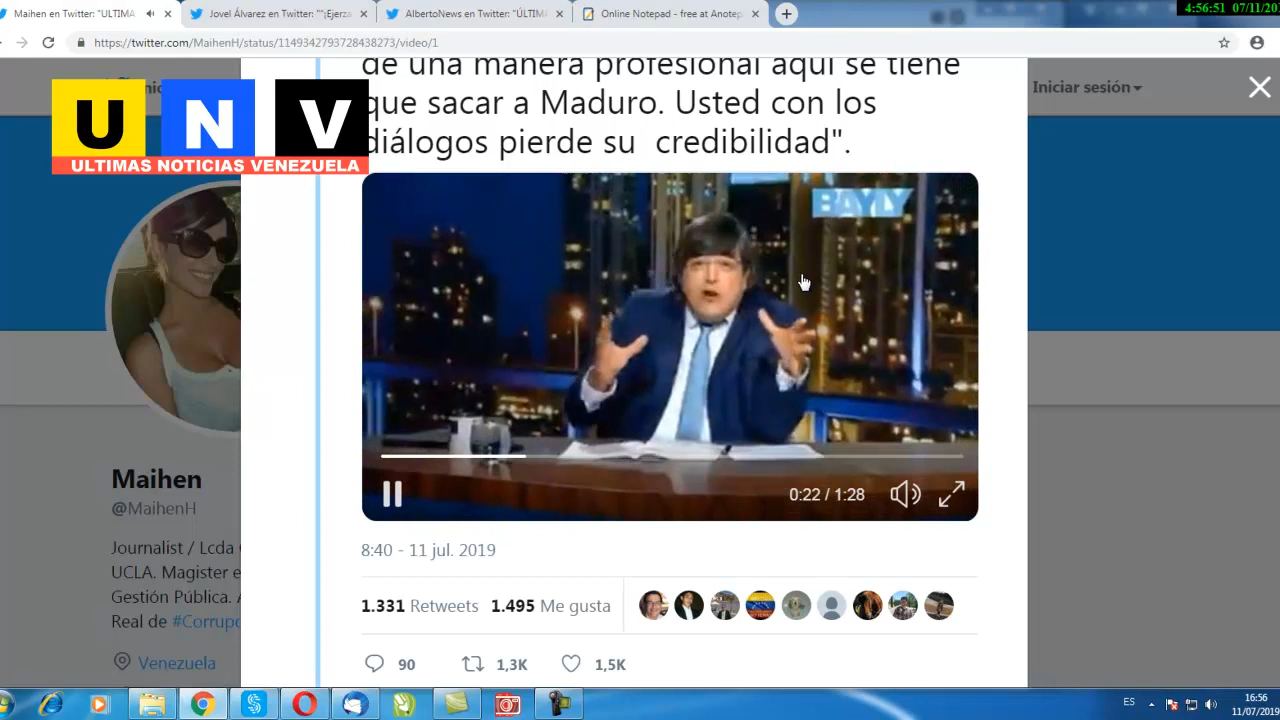 Maihen en Twitter: "ULTIMA
Jovel Álvarez en Twitter: ""¡Ejerza
AlbertoNews en Twitter: "ÚLTIMA
Online Notepad - free at Anotep
4:56:51 07/11/20
https://twitter.com/MaihenH/status/1149342793728438273/video/1
Iniciar sesión
de una manera profesional aquí se tiene
que sacar a Maduro. Usted con los
diálogos pierde su credibilidad".
UNV
ULTIMAS NOTICIAS VENEZUELA
BAYLY
0:22 / 1:28
Maihen
@MaihenH
Journalist / Lcda
UCLA. Magister e
Gestión Pública. A
Real de #Corrupc
Venezuela
8:40 - 11 jul. 2019
1.331 Retweets 1.495 Me gusta
90 1,3K 1,5K
ES
16:56
11/07/2019